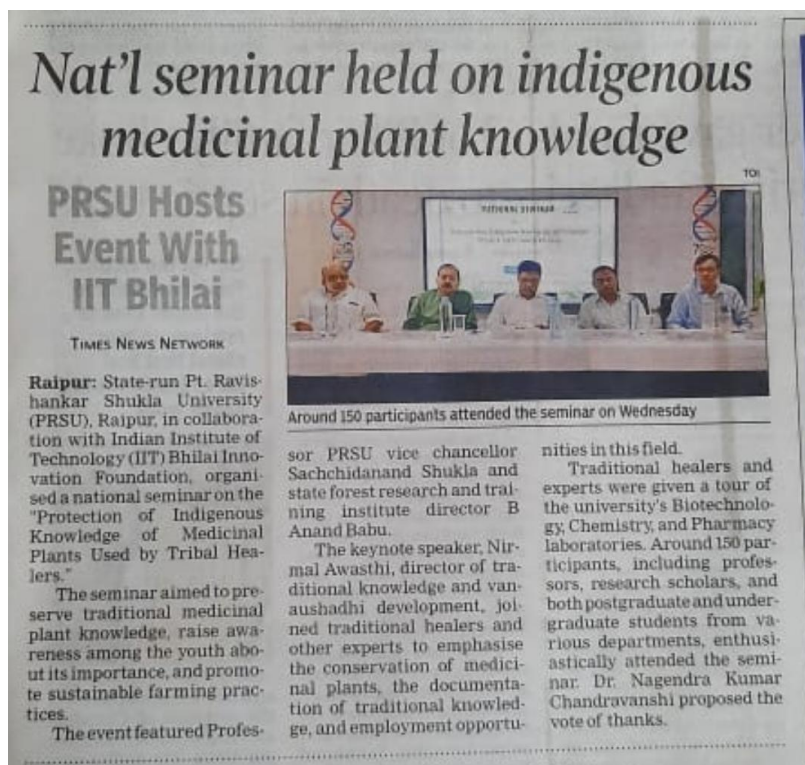 Nat'l seminar held on indigenous
medicinal plant knowledge
PRSU Hosts
Event With
IIT Bhilai
TIMES NEWS NETWORK
Raipur: State-run Pt. Ravis-
hankar Shukla University
(PRSU), Raipur, in collabora-
tion with Indian Institute of
Technology (IIT) Bhilai Inno-
vation Foundation, organi-
sed a national seminar on the
"Protection of Indigenous
Knowledge of Medicinal
Plants Used by Tribal Hea-
lers."
The seminar aimed to pre-
serve traditional medicinal
plant knowledge, raise awa-
reness among the youth abo-
ut its importance, and promo-
te sustainable farming prac-
tices.
The event featured Profes-
TOI
NATIONAL SEMINAR
Around 150 participants attended the seminar on Wednesday
sor PRSU vice chancellor
Sachchidanand Shukla and
state forest research and trai-
ning institute director B
Anand Babu.
The keynote speaker, Nir-
mal Awasthi, director of tra-
ditional knowledge and van-
aushadhi development, joi-
ned traditional healers and
other experts to emphasise
the conservation of medici-
nal plants, the documenta-
tion of traditional knowled-
ge, and employment opportu-
nities in this field.
Traditional healers and
experts were given a tour of
the university's Biotechnolo-
gy, Chemistry, and Pharmacy
laboratories. Around 150 par-
ticipants, including profes-
sors, research scholars, and
both postgraduate and under-
graduate students from va-
rious departments, enthusi-
astically attended the semi-
nar. Dr. Nagendra Kumar
Chandravanshi proposed the
vote of thanks.